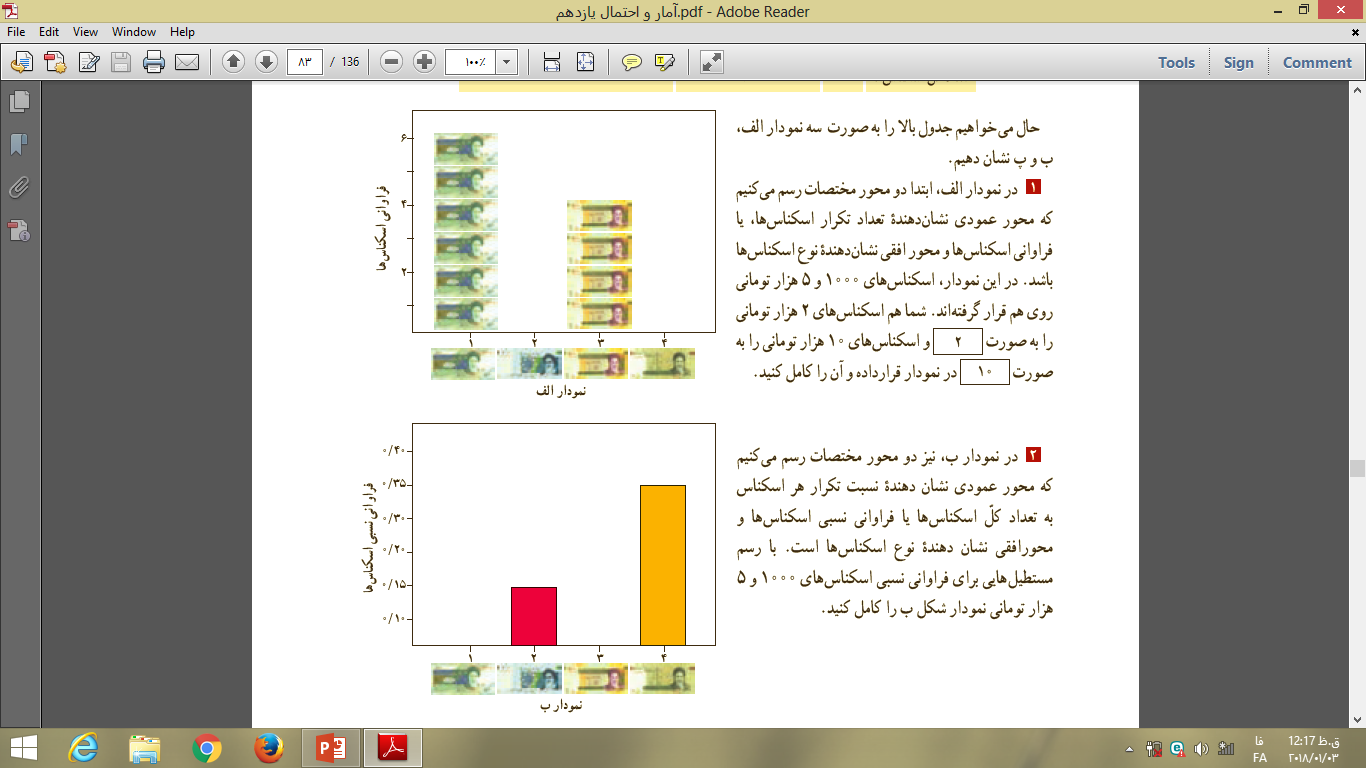 آمار و احتمال یازدهم.pdf - Adobe Reader
File Edit View Window Help
۸۳ / 136
۱۰۰٪
Tools Sign Comment
حال می‌خواهیم جدول بالا را به صورت سه نمودار الف،
ب و پ نشان دهیم.
۱ در نمودار الف، ابتدا دو محور مختصات رسم می‌کنیم
که محور عمودی نشان‌دهندهٔ تعداد تکرار اسکناس‌ها، یا
فراوانی اسکناس‌ها و محور افقی نشان‌دهندهٔ نوع اسکناس‌ها
باشد. در این نمودار، اسکناس‌های ۱۰۰۰ و ۵ هزار تومانی
روی هم قرار گرفته‌اند. شما هم اسکناس‌های ۲ هزار تومانی
را به صورت ۲ و اسکناس‌های ۱۰ هزار تومانی را به
صورت ۱۰ در نمودار قرارداده و آن را کامل کنید.
فراوانی اسکناس‌ها
۶
۴
۲
۱ ۲ ۳ ۴
نمودار الف
۲ در نمودار ب، نیز دو محور مختصات رسم می‌کنیم
که محور عمودی نشان دهندهٔ نسبت تکرار هر اسکناس
به تعداد کلّ اسکناس‌ها یا فراوانی نسبی اسکناس‌ها و
محورافقی نشان دهندهٔ نوع اسکناس‌ها است. با رسم
مستطیل‌هایی برای فراوانی نسبی اسکناس‌های ۱۰۰۰ و ۵
هزار تومانی نمودار شکل ب را کامل کنید.
فراوانی نسبی اسکناس‌ها
۰/۴۰
۰/۳۵
۰/۳۰
۰/۲۰
۰/۱۵
۰/۱۰
۱ ۲ ۳ ۴
نمودار ب
فا
FA
12:17 ق.ظ
۲۰۱۸/۰۱/۰۳